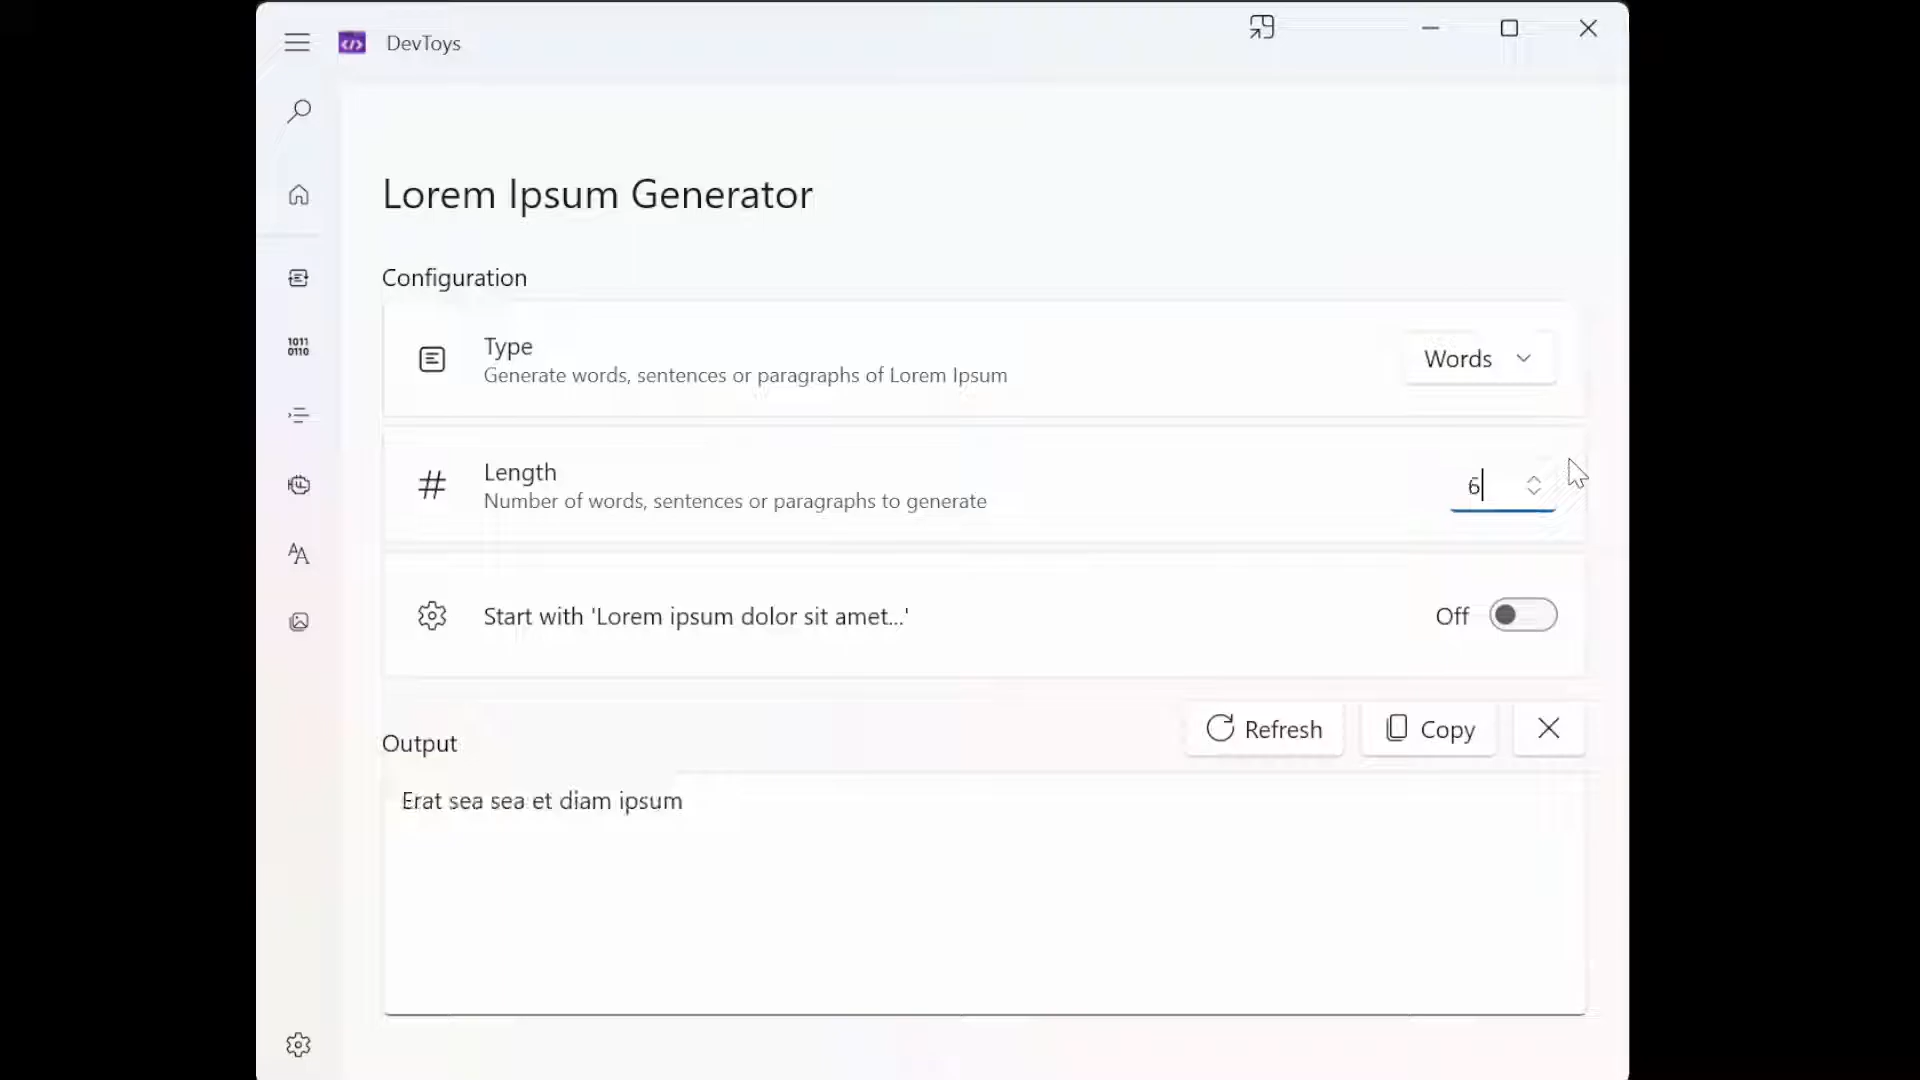 DevToys
Lorem Ipsum Generator
Configuration
1011
0110
Type
Generate words, sentences or paragraphs of Lorem Ipsum
Words
Length
Number of words, sentences or paragraphs to generate
6
Start with 'Lorem ipsum dolor sit amet...'
Off
Output
Refresh
Copy
Erat sea sea et diam ipsum